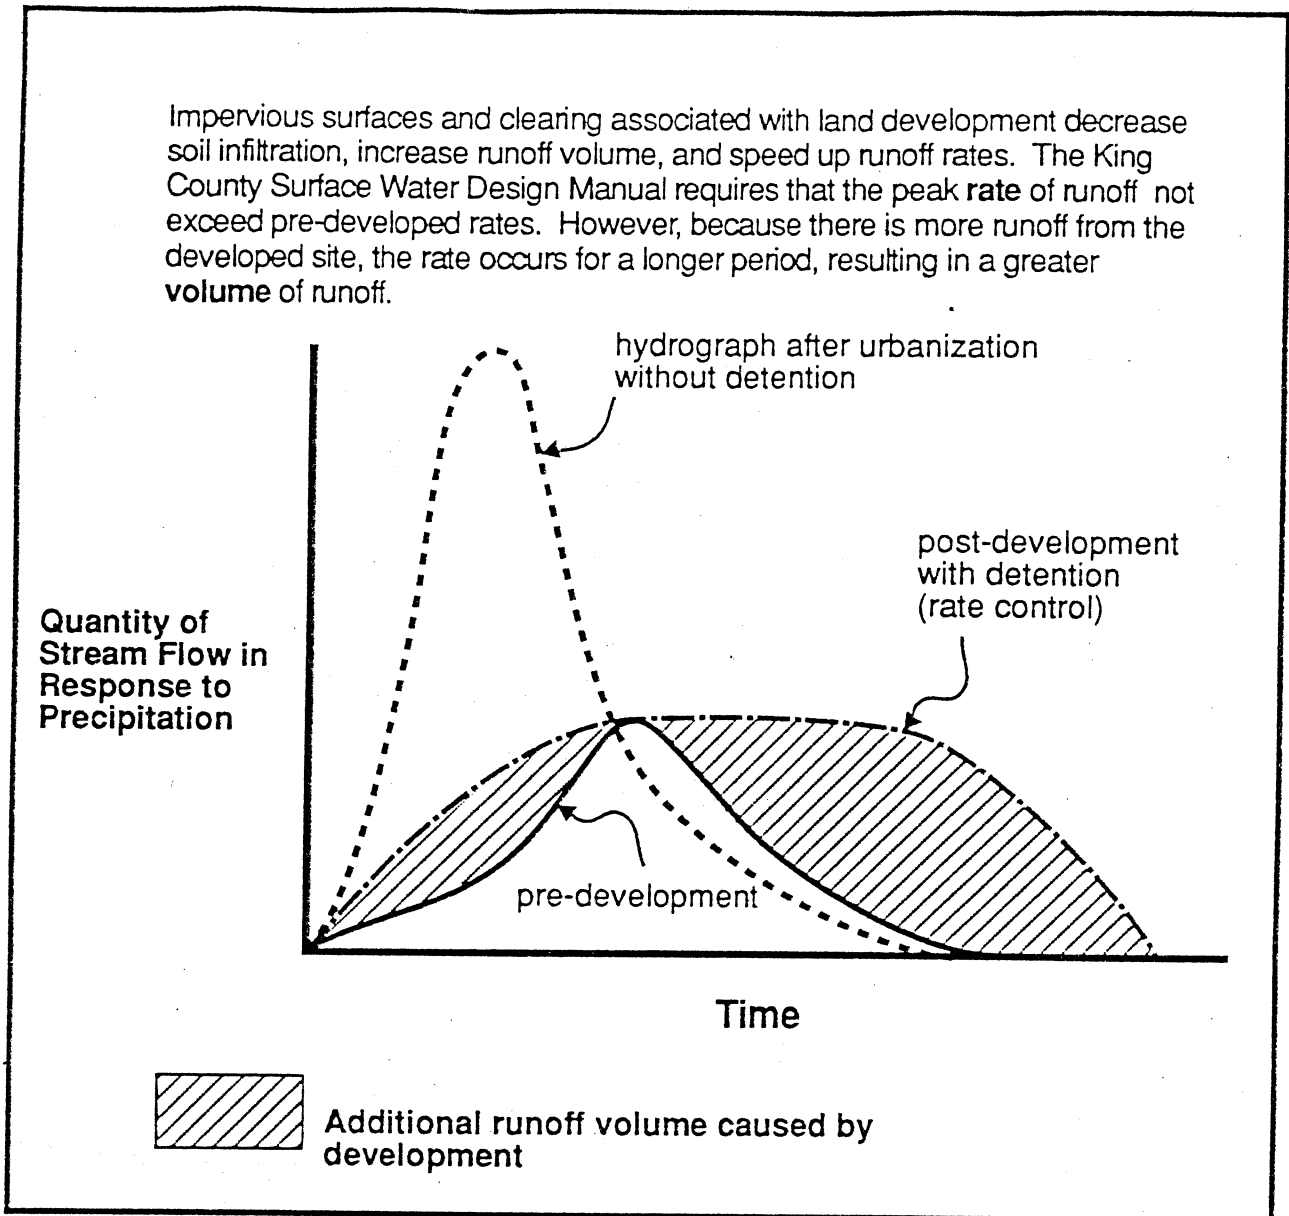 Impervious surfaces and clearing associated with land development decrease
soil infiltration, increase runoff volume, and speed up runoff rates. The King
County Surface Water Design Manual requires that the peak rate of runoff not
exceed pre-developed rates. However, because there is more runoff from the
developed site, the rate occurs for a longer period, resulting in a greater
volume of runoff.
hydrograph after urbanization
without detention
post-development
with detention
(rate control)
Quantity of
Stream Flow in
Response to
Precipitation
pre-development
Time
Additional runoff volume caused by
development